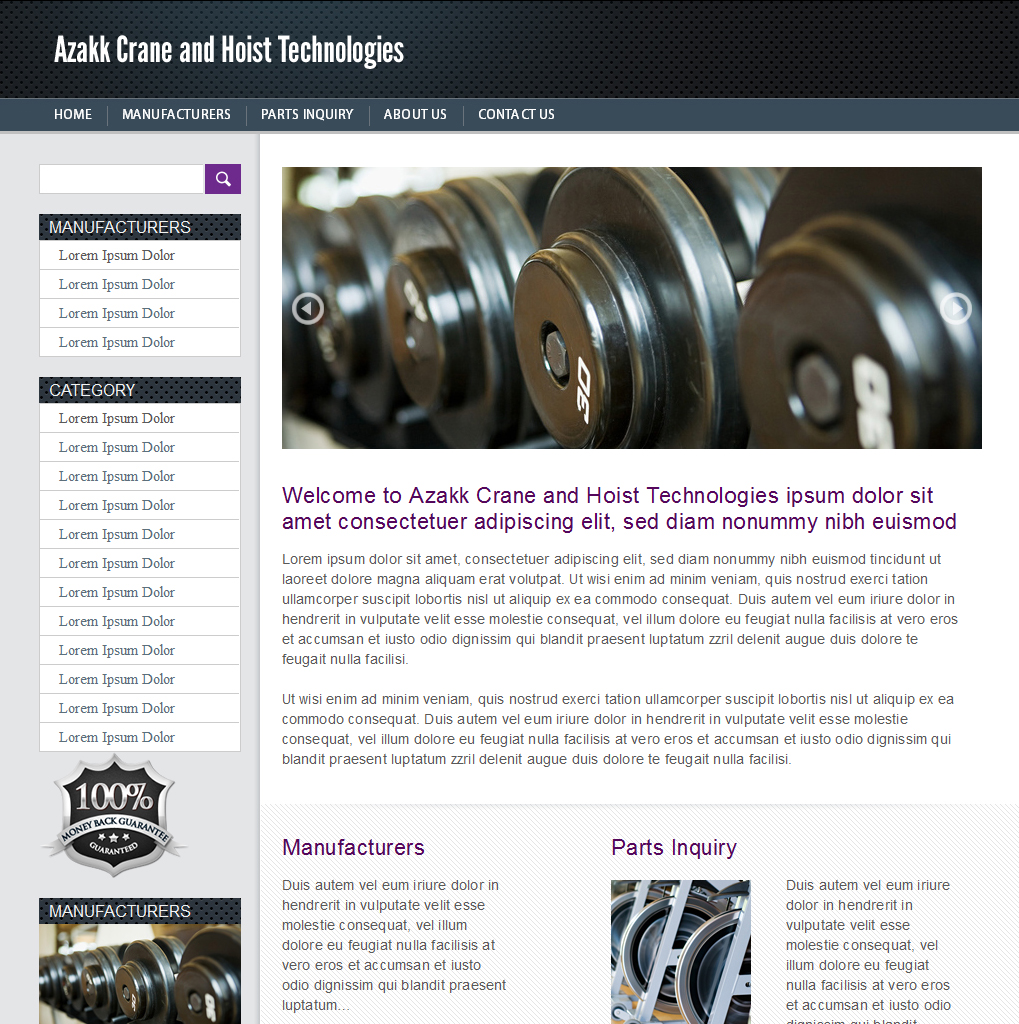 Azakk Crane and Hoist Technologies
HOME
MANUFACTURERS
PARTS INQUIRY
ABOUT US
CONTACT US
MANUFACTURERS
Lorem Ipsum Dolor
Lorem Ipsum Dolor
Lorem Ipsum Dolor
Lorem Ipsum Dolor
CATEGORY
Lorem Ipsum Dolor
Lorem Ipsum Dolor
Lorem Ipsum Dolor
Lorem Ipsum Dolor
Lorem Ipsum Dolor
Lorem Ipsum Dolor
Lorem Ipsum Dolor
Lorem Ipsum Dolor
Lorem Ipsum Dolor
Lorem Ipsum Dolor
Lorem Ipsum Dolor
Lorem Ipsum Dolor
100%
MONEY BACK GUARANTEE
GUARANTEED
MANUFACTURERS
30
Welcome to Azakk Crane and Hoist Technologies ipsum dolor sit
amet consectetuer adipiscing elit, sed diam nonummy nibh euismod
Lorem ipsum dolor sit amet, consectetuer adipiscing elit, sed diam nonummy nibh euismod tincidunt ut
laoreet dolore magna aliquam erat volutpat. Ut wisi enim ad minim veniam, quis nostrud exerci tation
ullamcorper suscipit lobortis nisl ut aliquip ex ea commodo consequat. Duis autem vel eum iriure dolor in
hendrerit in vulputate velit esse molestie consequat, vel illum dolore eu feugiat nulla facilisis at vero eros
et accumsan et iusto odio dignissim qui blandit praesent luptatum zzril delenit augue duis dolore te
feugait nulla facilisi.
Ut wisi enim ad minim veniam, quis nostrud exerci tation ullamcorper suscipit lobortis nisl ut aliquip ex ea
commodo consequat. Duis autem vel eum iriure dolor in hendrerit in vulputate velit esse molestie
consequat, vel illum dolore eu feugiat nulla facilisis at vero eros et accumsan et iusto odio dignissim qui
blandit praesent luptatum zzril delenit augue duis dolore te feugait nulla facilisi.
Manufacturers
Duis autem vel eum iriure dolor in
hendrerit in vulputate velit esse
molestie consequat, vel illum
dolore eu feugiat nulla facilisis at
vero eros et accumsan et iusto
odio dignissim qui blandit praesent
luptatum...
Parts Inquiry
Duis autem vel eum iriure
dolor in hendrerit in
vulputate velit esse
molestie consequat, vel
illum dolore eu feugiat
nulla facilisis at vero eros
et accumsan et iusto odio
dignissim qui blandit